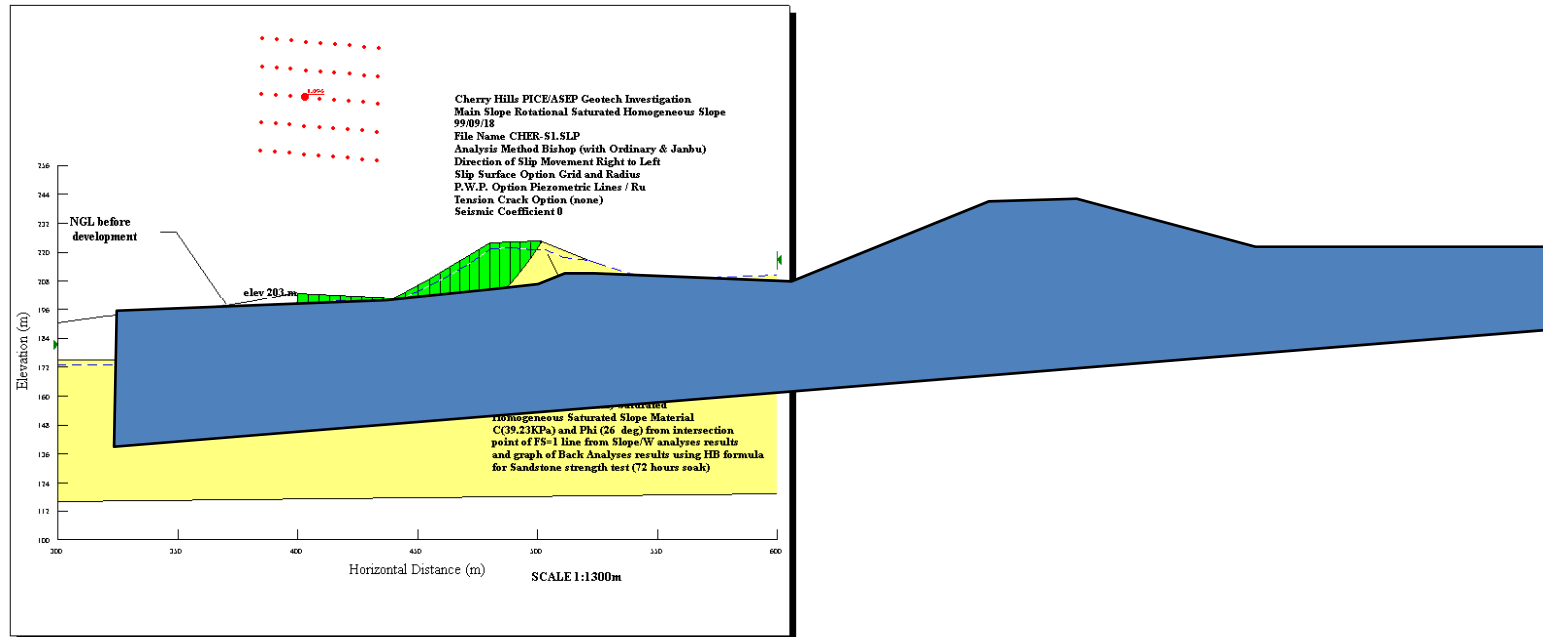 1.096
Cherry Hills PICE/ASEP Geotech Investigation
Main Slope Rotational Saturated Homogeneous Slope
99/09/18
File Name CHER-S1.SLP
Analysis Method Bishop (with Ordinary & Janbu)
Direction of Slip Movement Right to Left
Slip Surface Option Grid and Radius
P.W.P. Option Piezometric Lines / Ru
Tension Crack Option (none)
Seismic Coefficient 0
256
244
232
220
208
196
184
172
160
148
136
124
112
100
Elevation (m)
NGL before
development
elev 203 m
Saturated
Homogeneous Saturated Slope Material
C(39.23KPa) and Phi (26 deg) from intersection
point of FS=1 line from Slope/W analyses results
and graph of Back Analyses results using HB formula
for Sandstone strength test (72 hours soak)
300
350
400
450
500
550
600
Horizontal Distance (m)
SCALE 1:1300m